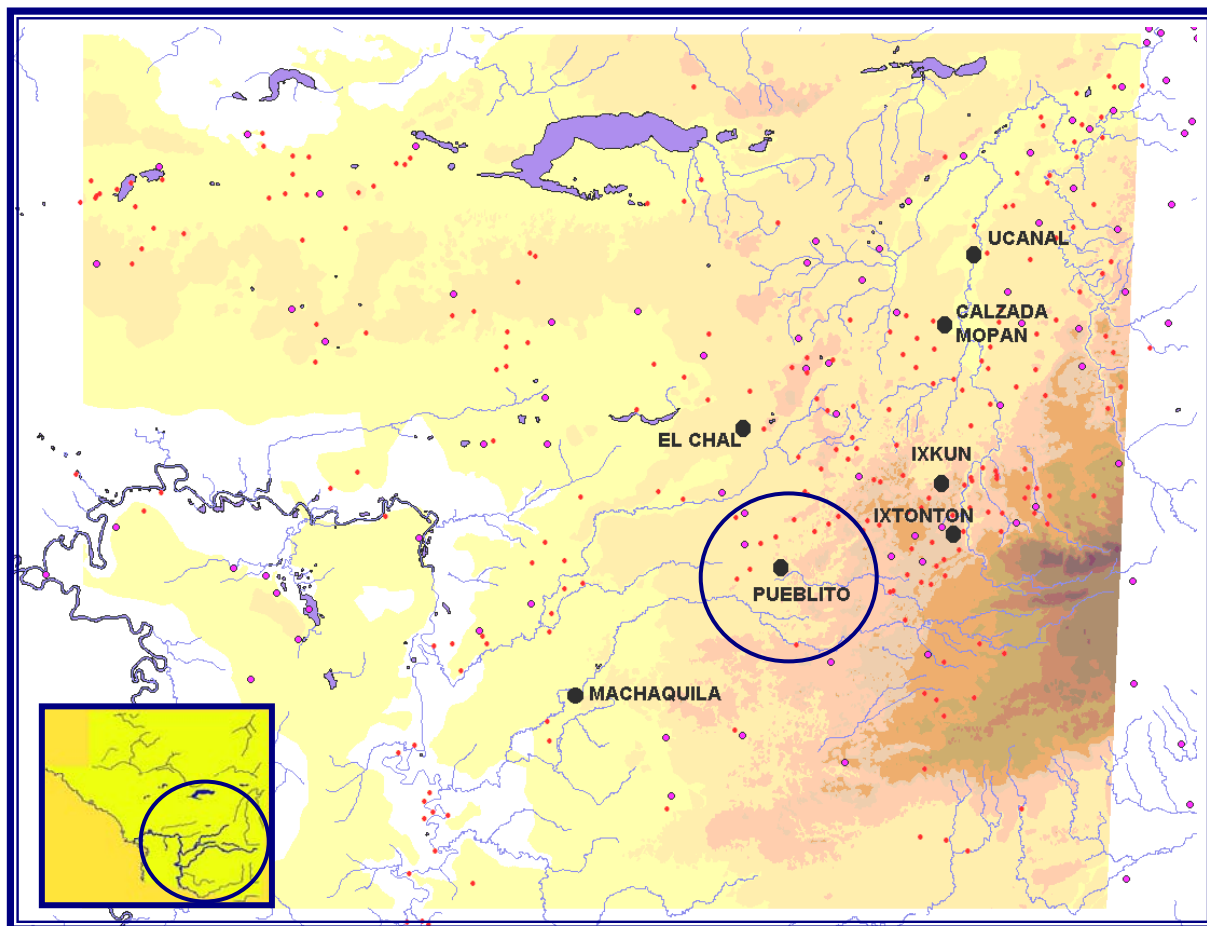 UCANAL
CALZADA
MOPAN
EL CHAL
IXKUN
IXTONTON
PUEBLITO
MACHAQUILA